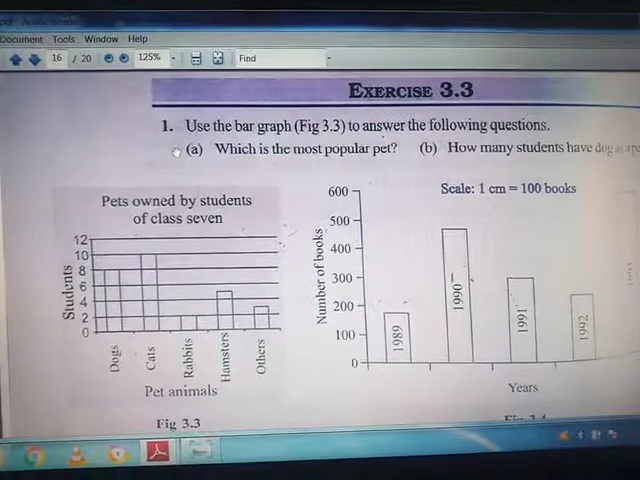 Document Tools Window Help
16 / 20 125% Find
EXERCISE 3.3
1. Use the bar graph (Fig 3.3) to answer the following questions.
(a) Which is the most popular pet? (b) How many students have dog as a pe
Pets owned by students
of class seven
Students
12
10
8
6
4
2
0
Dogs
Cats
Rabbits
Hamsters
Others
Pet animals
Fig 3.3
Scale: 1 cm = 100 books
Number of books
600
500
400
300
200
100
0
1989
1990
1991
1992
Years